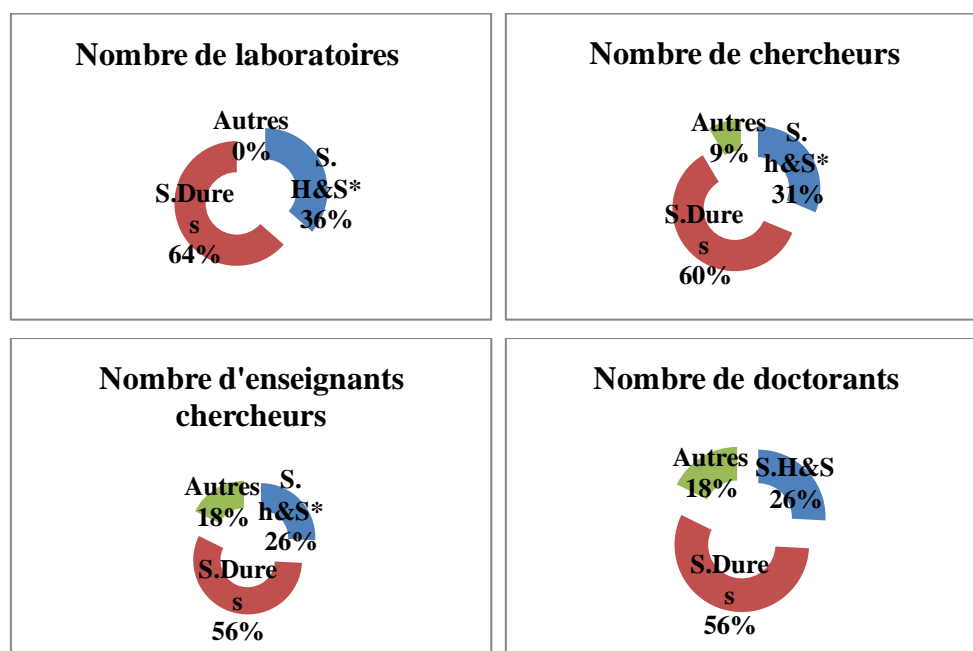 Nombre de laboratoires
Autres
0%
S.
H&S*
36%
S.Dure
s
64%
Nombre de chercheurs
Autres
9%
S.
h&S*
31%
S.Dure
s
60%
Nombre d'enseignants
chercheurs
Autres
18%
S.
h&S*
26%
S.Dure
s
56%
Nombre de doctorants
Autres
18%
S.H&S
26%
S.Dure
s
56%